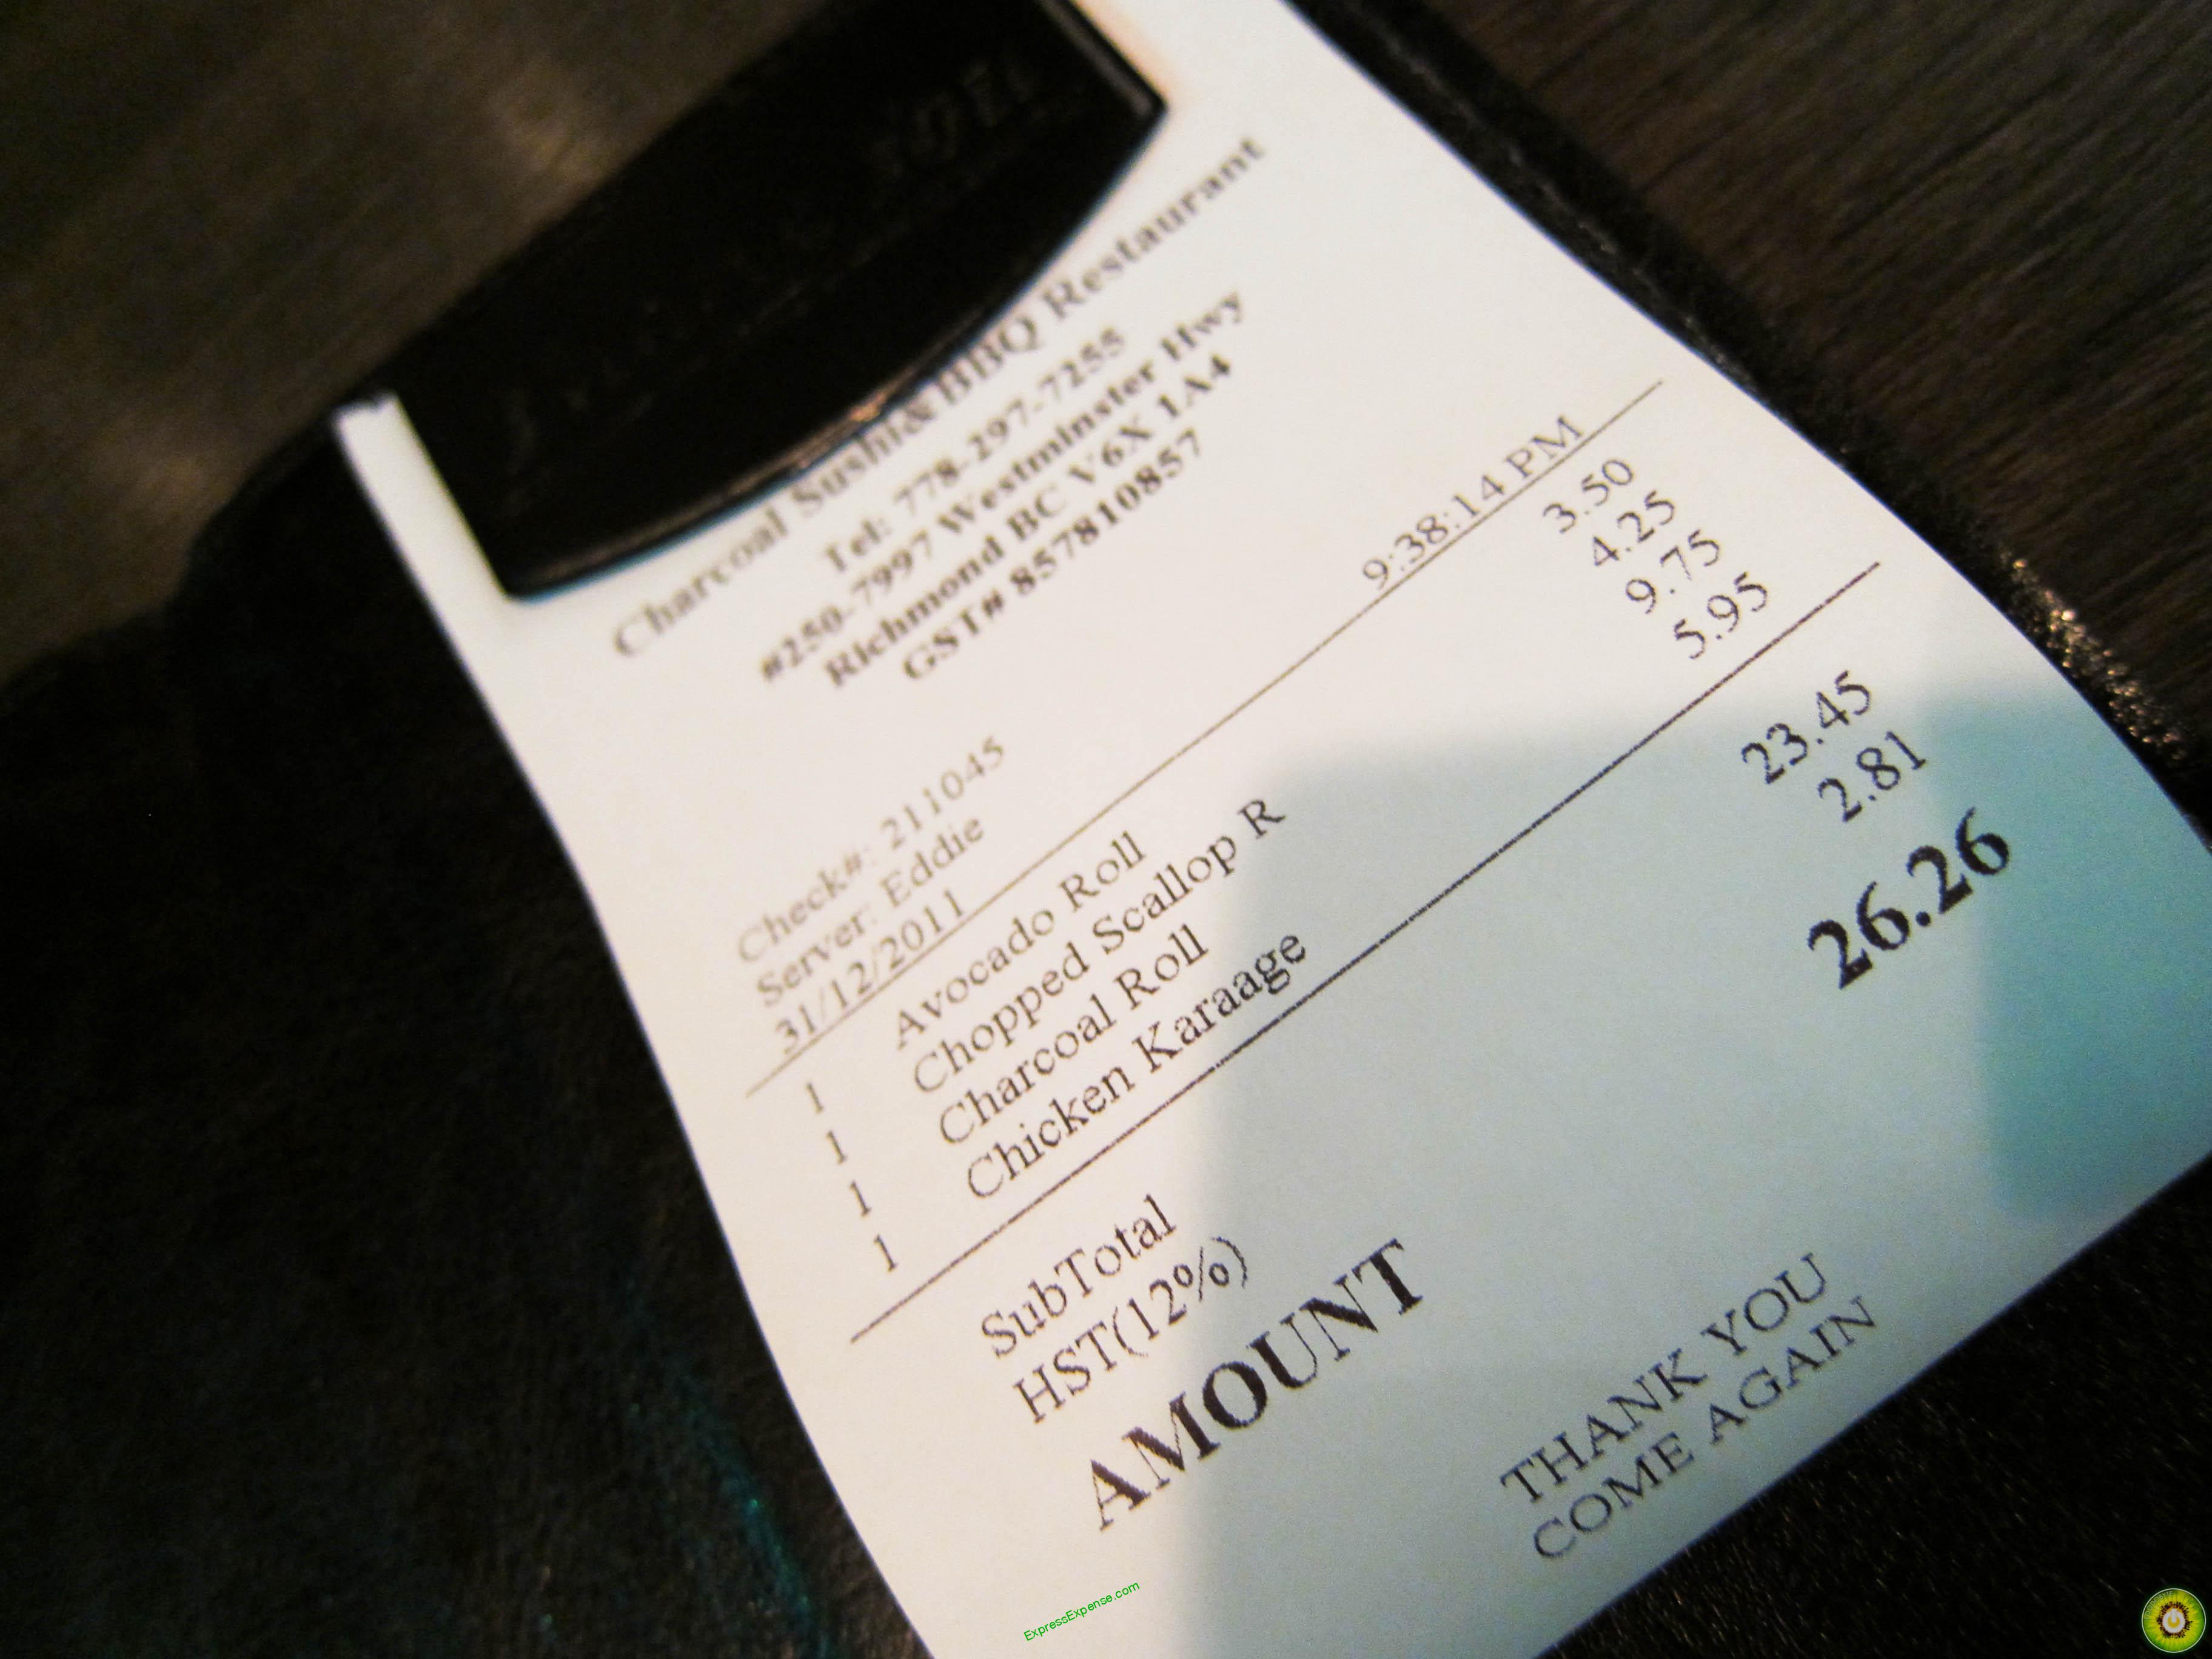 Charcoal Sushi&BBQ Restaurant
Tel: 778-297-7255
#250-7997 Westminster Hwy
Richmond BC V6X 1A4
GST# 857810857
Check#: 211045
Server: Eddie
31/12/2011 9:38:14 PM
1 Avocado Roll 3.50
1 Chopped Scallop R 4.25
1 Charcoal Roll 9.75
1 Chicken Karaage 5.95
SubTotal 23.45
HST(12%) 2.81
AMOUNT 26.26
THANK YOU
COME AGAIN
ExpressExpense.com